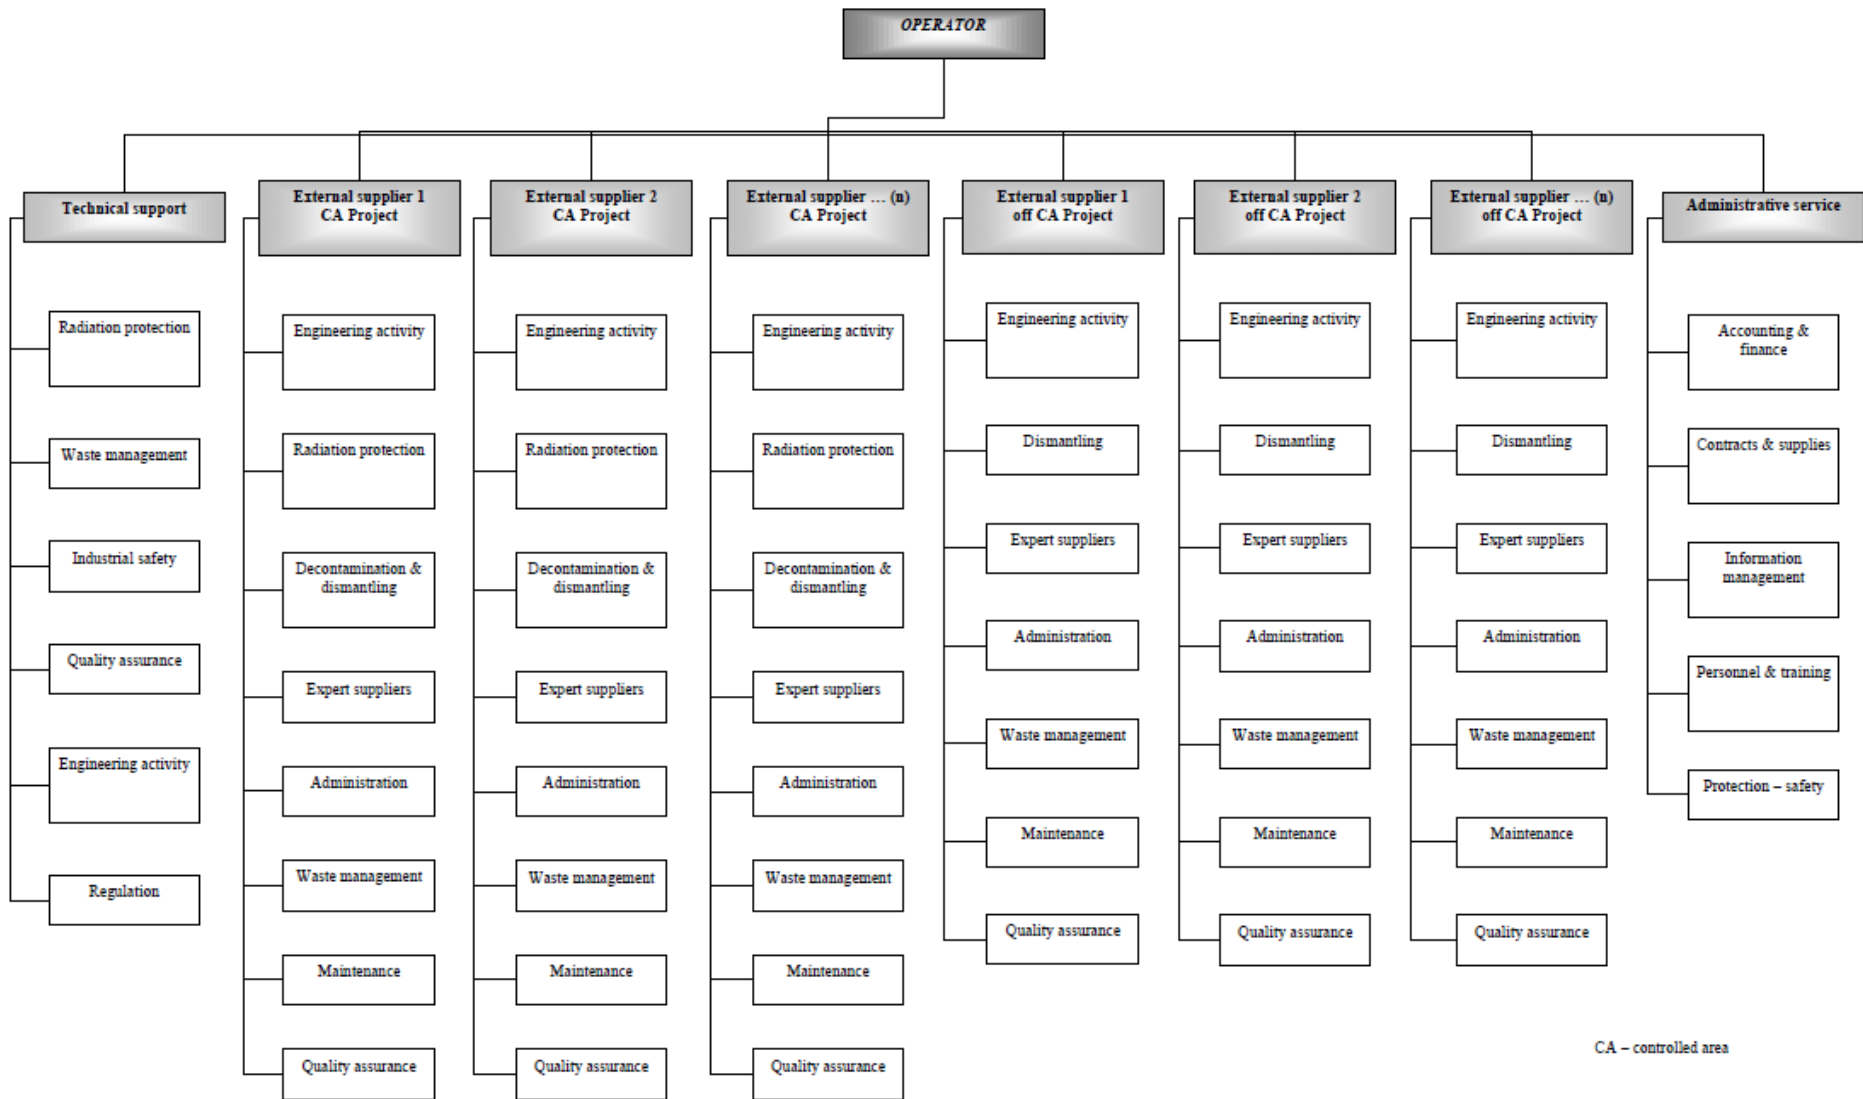 OPERATOR
Technical support
Radiation protection
Waste management
Industrial safety
Quality assurance
Engineering activity
Regulation
External supplier 1
CA Project
Engineering activity
Radiation protection
Decontamination &
dismantling
Expert suppliers
Administration
Waste management
Maintenance
Quality assurance
External supplier 2
CA Project
Engineering activity
Radiation protection
Decontamination &
dismantling
Expert suppliers
Administration
Waste management
Maintenance
Quality assurance
External supplier … (n)
CA Project
Engineering activity
Radiation protection
Decontamination &
dismantling
Expert suppliers
Administration
Waste management
Maintenance
Quality assurance
External supplier 1
off CA Project
Engineering activity
Dismantling
Expert suppliers
Administration
Waste management
Maintenance
Quality assurance
External supplier 2
off CA Project
Engineering activity
Dismantling
Expert suppliers
Administration
Waste management
Maintenance
Quality assurance
External supplier … (n)
off CA Project
Engineering activity
Dismantling
Expert suppliers
Administration
Waste management
Maintenance
Quality assurance
Administrative service
Accounting &
finance
Contracts & supplies
Information
management
Personnel & training
Protection – safety
CA – controlled area